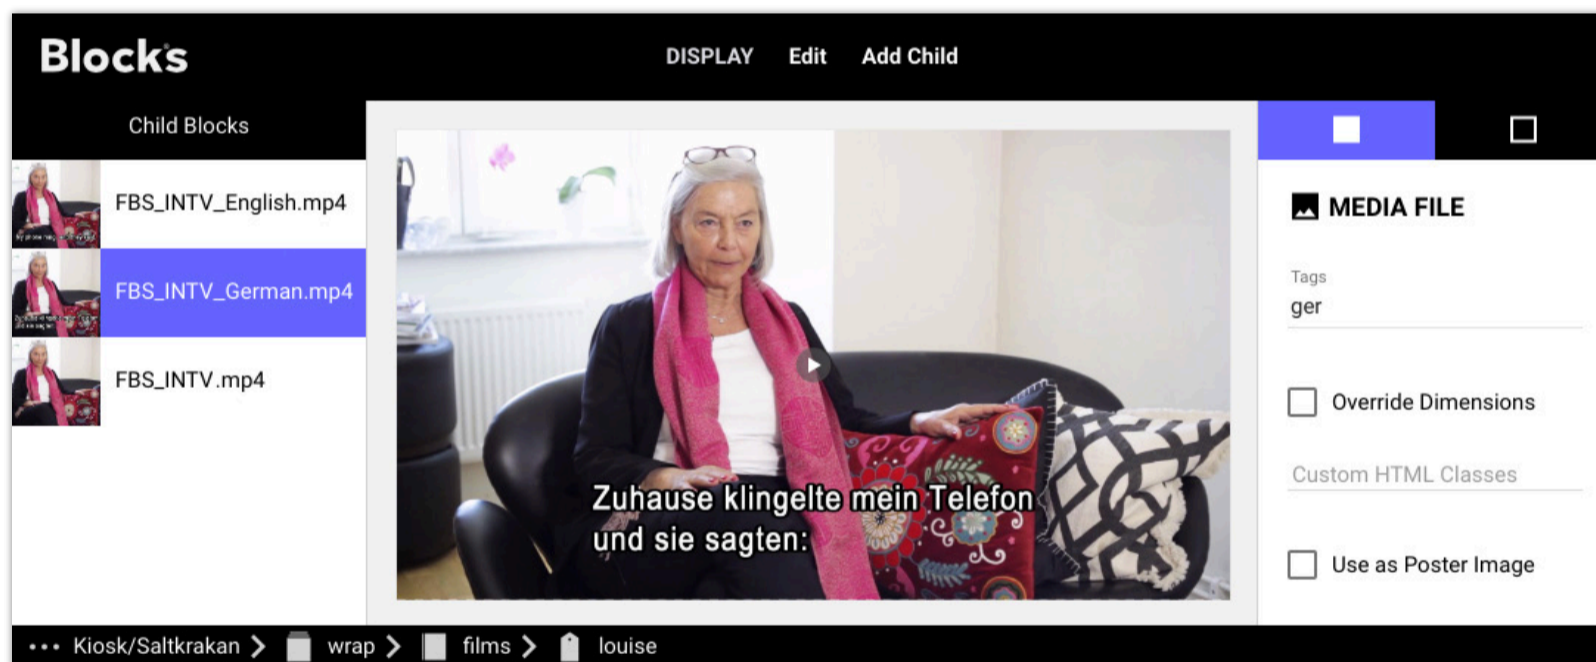 Blocks
DISPLAY Edit Add Child
Child Blocks
FBS_INTV_English.mp4
FBS_INTV_German.mp4
FBS_INTV.mp4
Zuhause klingelte mein Telefon
und sie sagten:
MEDIA FILE
Tags
ger
Override Dimensions
Custom HTML Classes
Use as Poster Image
••• Kiosk/Saltkrakan > wrap > films > louise